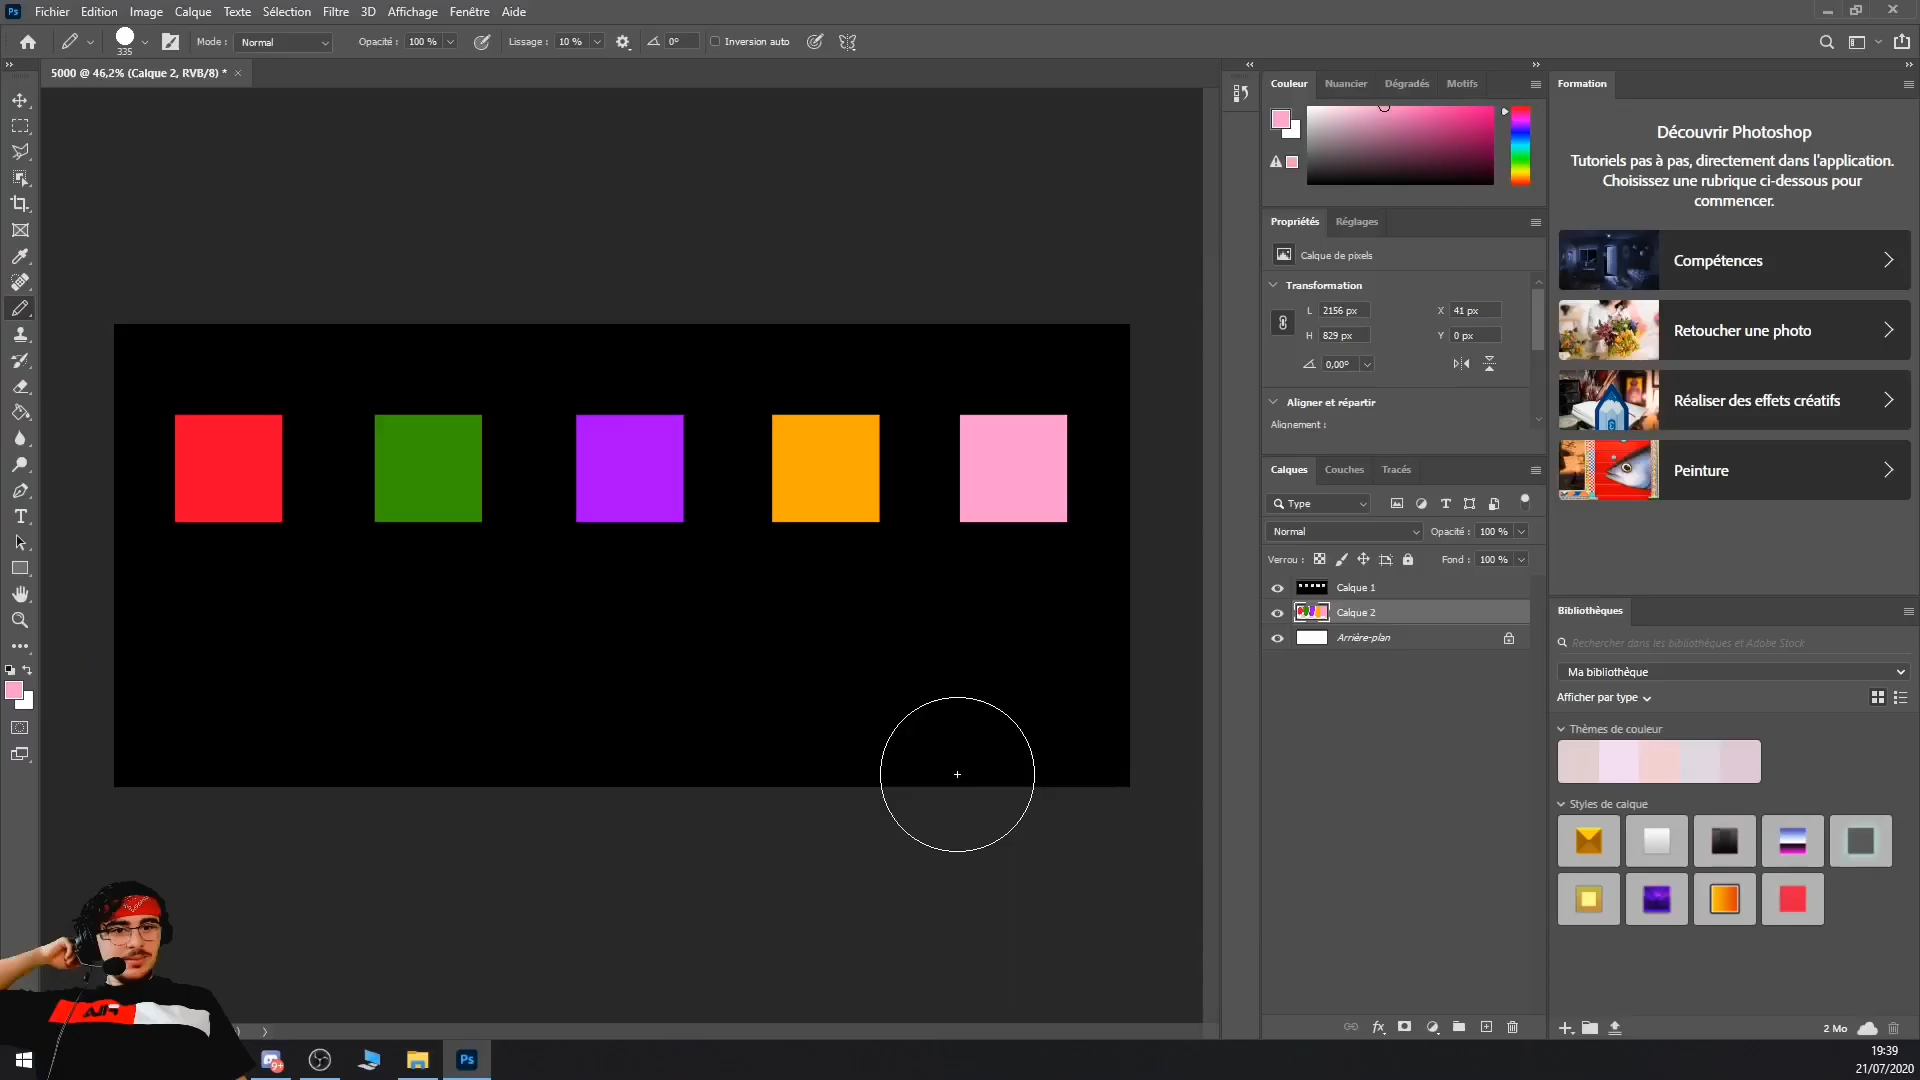 Ps Fichier Edition Image Calque Texte Sélection Filtre 3D Affichage Fenêtre Aide
335 Mode : Normal Opacité : 100 % Lissage : 10 % 0° Inversion auto
5000 @ 46,2% (Calque 2, RVB/8) *
Couleur Nuancier Dégradés Motifs
Propriétés Réglages
Calque de pixels
Transformation
L 2156 px X 41 px
H 829 px Y 0 px
0,00°
Aligner et répartir
Alignement :
Calques Couches Tracés
Type
Normal Opacité : 100 %
Verrou : Fond : 100 %
Calque 1
Calque 2
Arrière-plan
fx
Formation
Découvrir Photoshop
Tutoriels pas à pas, directement dans l'application.
Choisissez une rubrique ci-dessous pour
commencer.
Compétences
Retoucher une photo
Réaliser des effets créatifs
Peinture
Bibliothèques
Rechercher dans les bibliothèques et Adobe Stock
Ma bibliothèque
Afficher par type
Thèmes de couleur
Styles de calque
2 Mo
FILA
9+
Ps
19:39
21/07/2020